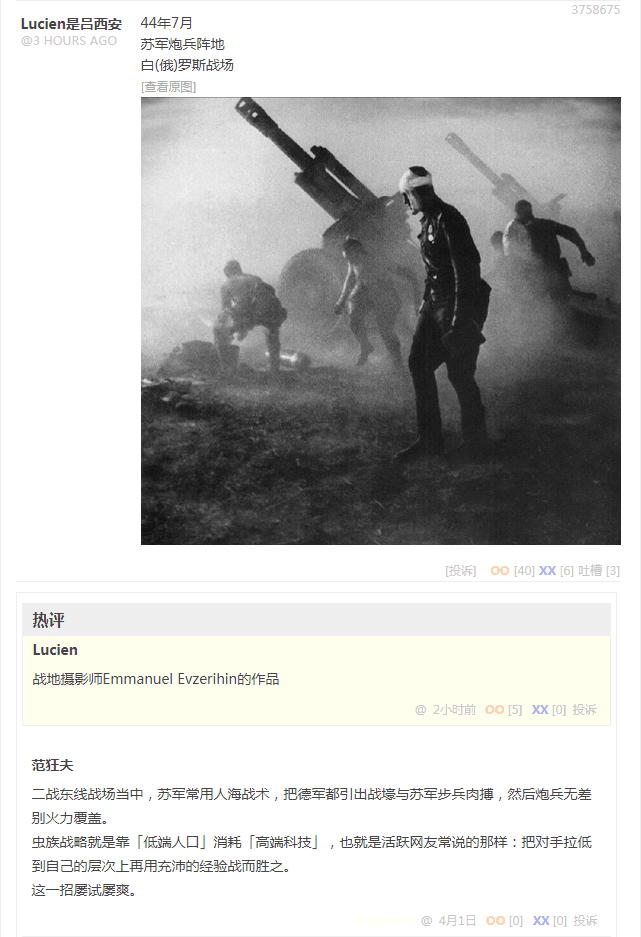 3758675
Lucien是吕西安
@3 HOURS AGO
44年7月
苏军炮兵阵地
白(俄)罗斯战场
[查看原图]
[投诉] OO [40] XX [6] 吐槽 [3]
热评
Lucien
战地摄影师Emmanuel Evzerihin的作品
@ 2小时前 OO [5] XX [0] 投诉
范狂夫
二战东线战场当中，苏军常用人海战术，把德军都引出战壕与苏军步兵肉搏，然后炮兵无差
别火力覆盖。
虫族战略就是靠「低端人口」消耗「高端科技」，也就是活跃网友常说的那样：把对手拉低
到自己的层次上再用充沛的经验战而胜之。
这一招屡试屡爽。
@ 4月1日 OO [0] XX [0] 投诉